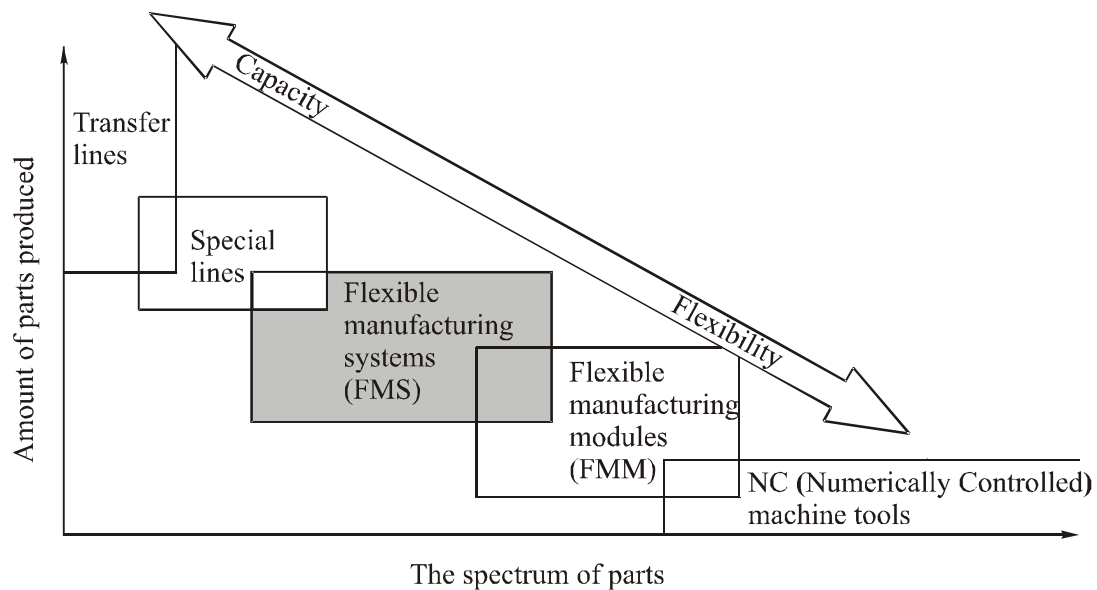 Capacity
Transfer
lines
Amount of parts produced
Special
lines
Flexible
manufacturing
systems
(FMS)
Flexibility
Flexible
manufacturing
modules
(FMM)
NC (Numerically Controlled)
machine tools
The spectrum of parts